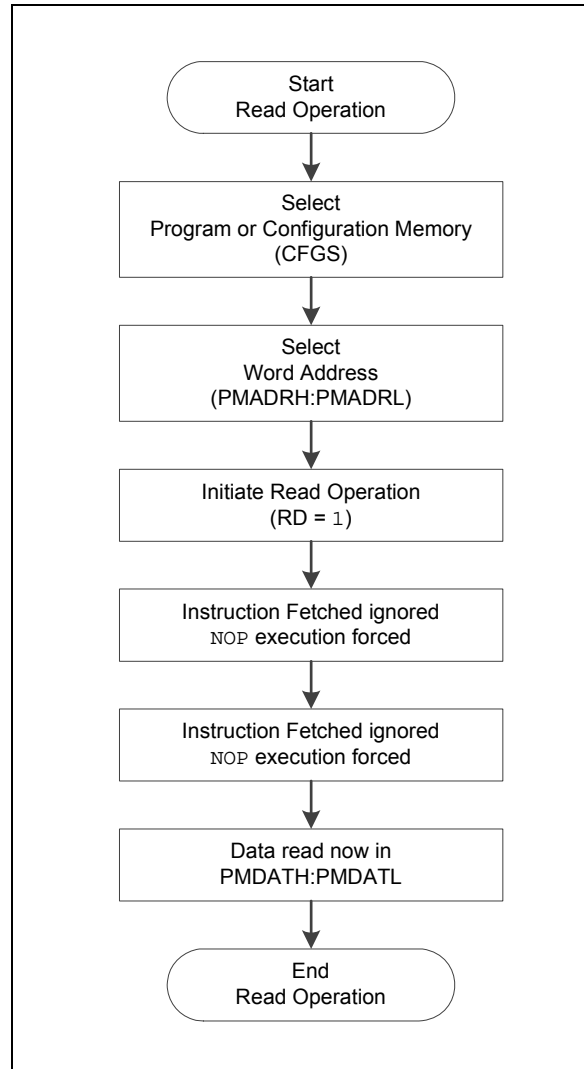 Start
Read Operation
Select
Program or Configuration Memory
(CFGS)
Select
Word Address
(PMADRH:PMADRL)
Initiate Read Operation
(RD = 1)
Instruction Fetched ignored
NOP execution forced
Instruction Fetched ignored
NOP execution forced
Data read now in
PMDATH:PMDATL
End
Read Operation